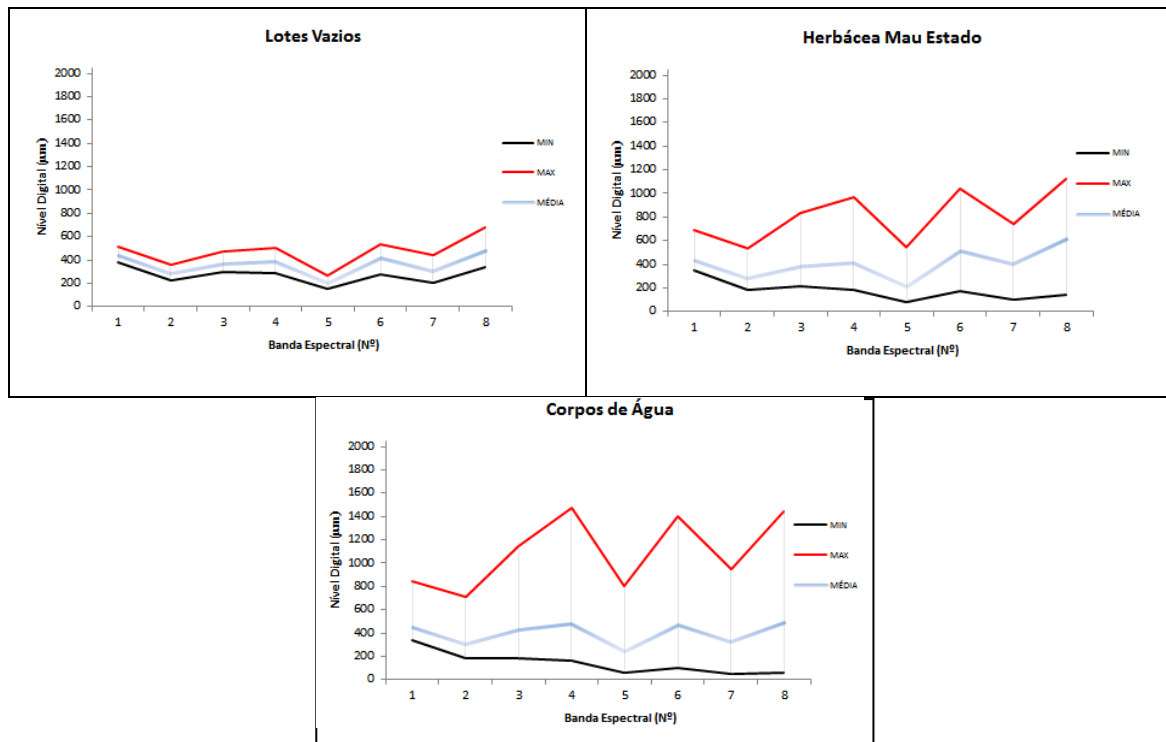 Lotes Vazios
Nível Digital (µm)
2000
1800
1600
1400
1200
1000
800
600
400
200
0
1 2 3 4 5 6 7 8
Banda Espectral (Nº)
MIN
MAX
MÉDIA
Herbácea Mau Estado
Nível Digital (µm)
2000
1800
1600
1400
1200
1000
800
600
400
200
0
1 2 3 4 5 6 7 8
Banda Espectral (Nº)
MIN
MAX
MÉDIA
Corpos de Água
Nível Digital (µm)
2000
1800
1600
1400
1200
1000
800
600
400
200
0
1 2 3 4 5 6 7 8
Banda Espectral (Nº)
MIN
MAX
MÉDIA